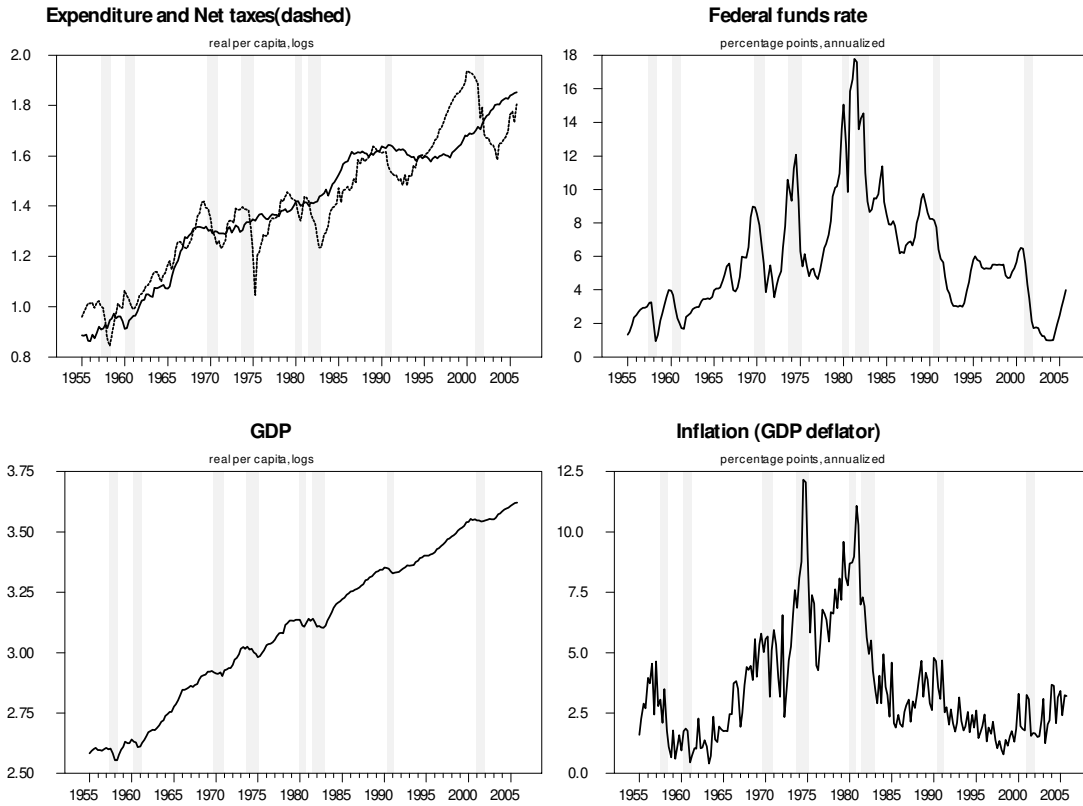 Expenditure and Net taxes(dashed)
real per capita, logs
2.0
1.8
1.6
1.4
1.2
1.0
0.8
1955 1960 1965 1970 1975 1980 1985 1990 1995 2000 2005
Federal funds rate
percentage points, annualized
18
16
14
12
10
8
6
4
2
0
1955 1960 1965 1970 1975 1980 1985 1990 1995 2000 2005
GDP
real per capita, logs
3.75
3.50
3.25
3.00
2.75
2.50
1955 1960 1965 1970 1975 1980 1985 1990 1995 2000 2005
Inflation (GDP deflator)
percentage points, annualized
12.5
10.0
7.5
5.0
2.5
0.0
1955 1960 1965 1970 1975 1980 1985 1990 1995 2000 2005